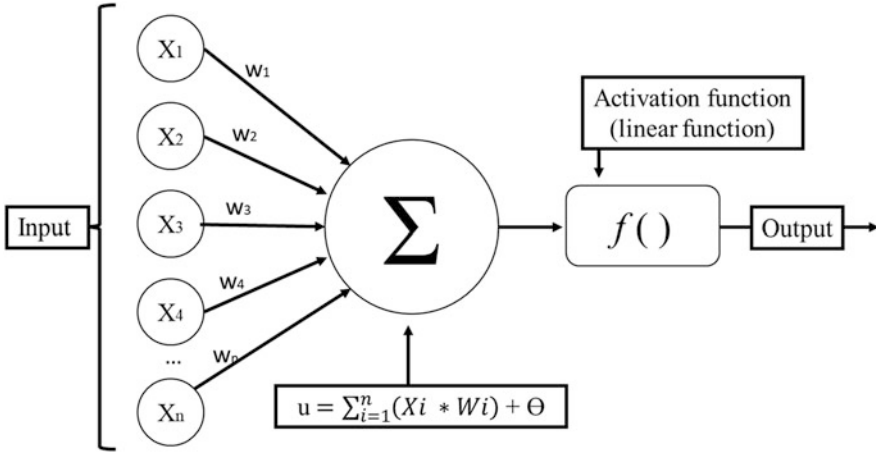 Input
X1
X2
X3
X4
...
Xn
w1
w2
w3
w4
wn
Σ
u = ∑ⁿᵢ₌₁(Xi * Wi) + Θ
Activation function
(linear function)
f( )
Output